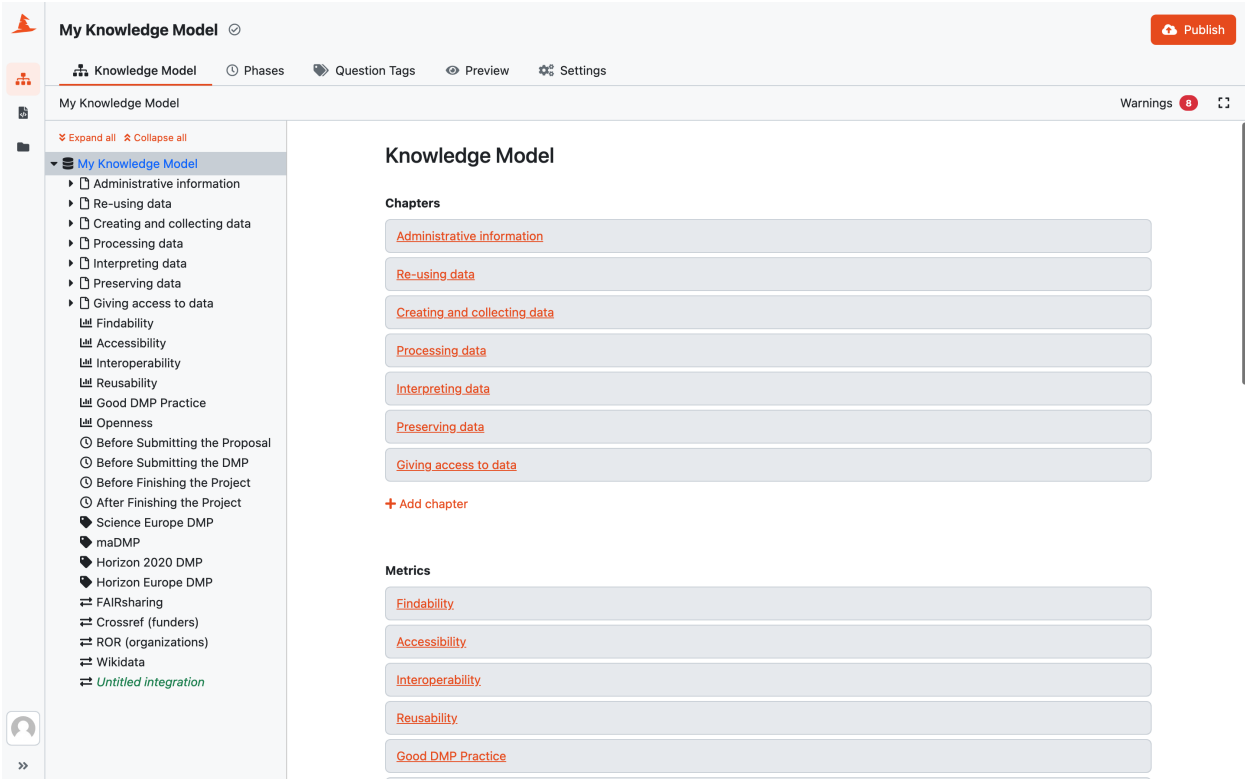 My Knowledge Model
Publish
Knowledge Model Phases Question Tags Preview Settings
My Knowledge Model
Warnings 8
Expand all Collapse all
My Knowledge Model
Administrative information
Re-using data
Creating and collecting data
Processing data
Interpreting data
Preserving data
Giving access to data
Findability
Accessibility
Interoperability
Reusability
Good DMP Practice
Openness
Before Submitting the Proposal
Before Submitting the DMP
Before Finishing the Project
After Finishing the Project
Science Europe DMP
maDMP
Horizon 2020 DMP
Horizon Europe DMP
FAIRsharing
Crossref (funders)
ROR (organizations)
Wikidata
Untitled integration
Knowledge Model
Chapters
Administrative information
Re-using data
Creating and collecting data
Processing data
Interpreting data
Preserving data
Giving access to data
Add chapter
Metrics
Findability
Accessibility
Interoperability
Reusability
Good DMP Practice